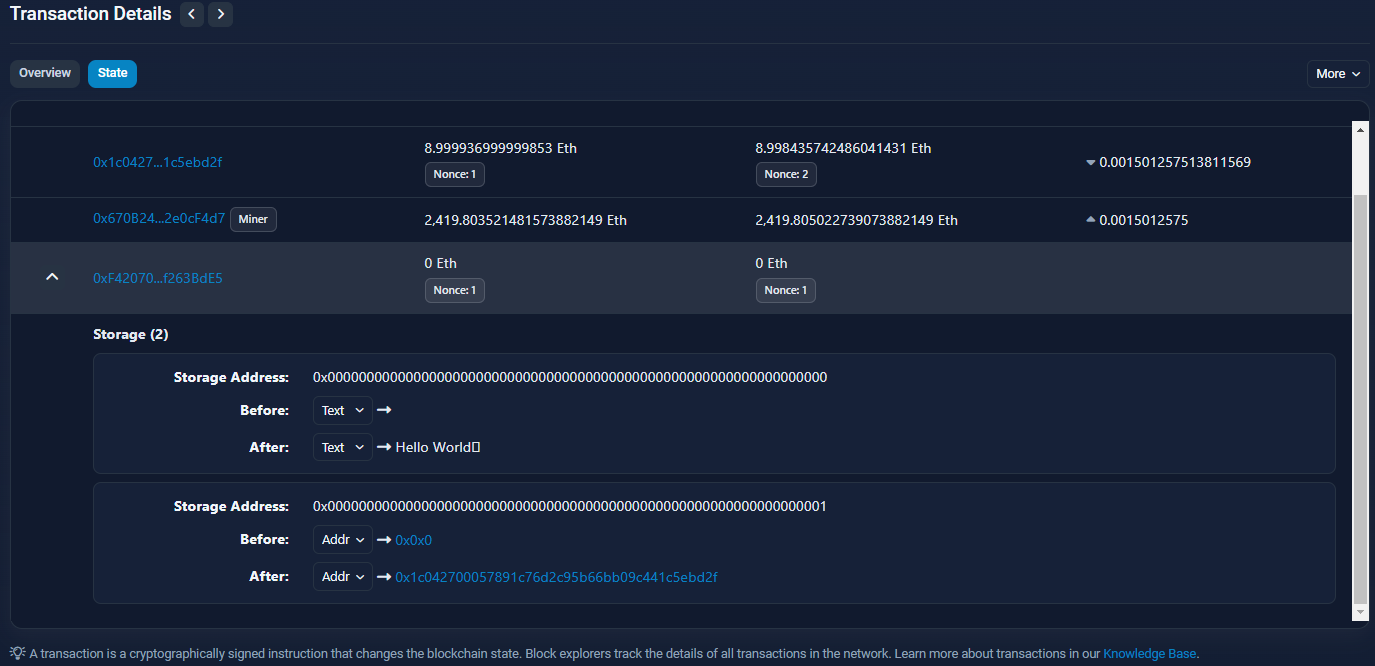 Transaction Details
Overview State More
8.999936999999853 Eth
0x1c0427...1c5ebd2f 0.001501257513811569
8.998435742486041431 Eth
Nonce: 1 Nonce: 2
0x670B24...2e0cF4d7 Miner 2,419.803521481573882149 Eth 2,419.805022739073882149 Eth 0.0015012575
0 Eth 0 Eth
0xF42070...f263BdE5
Nonce: 1 Nonce: 1
Storage (2)
Storage Address: 0x0000000000000000000000000000000000000000000000000000000000000000
Before: Text
After: Text Hello World
Storage Address: 0x0000000000000000000000000000000000000000000000000000000000000001
Before: Addr 0x0x0
After: Addr 0x1c042700057891c76d2c95b66bb09c441c5ebd2f
A transaction is a cryptographically signed instruction that changes the blockchain state. Block explorers track the details of all transactions in the network. Learn more about transactions in our Knowledge Base.